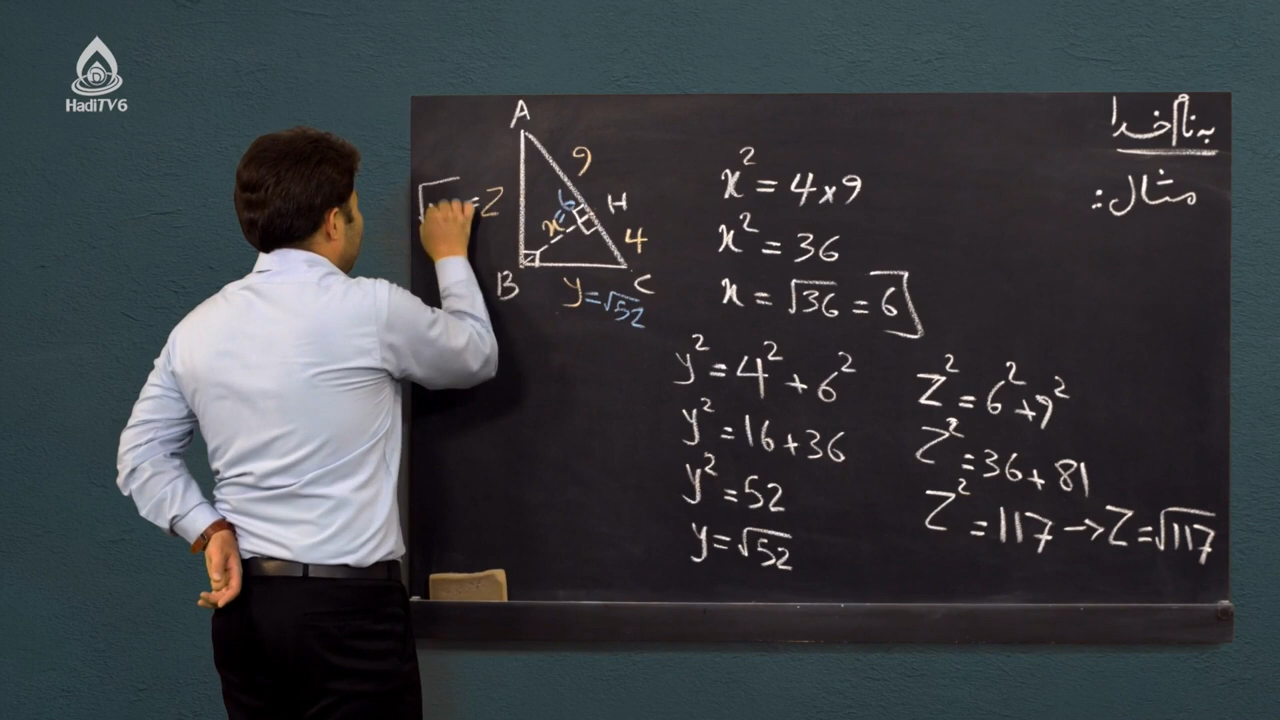 HadiTV6
به نام خدا
مثال:
A
9
H
6
x
=
4
√ = Z
B
C
y=√52
x² = 4×9
x² = 36
x = √36 = 6
y² = 4² + 6²
y² = 16+36
y² = 52
y = √52
Z² = 6²+9²
Z² = 36+81
Z² = 117 → Z = √117